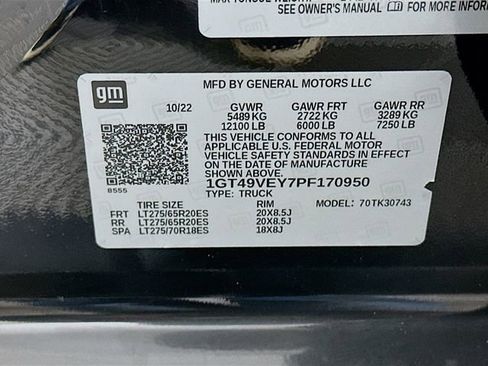 SEE OWNER'S MANUAL FOR MORE INFORM
gm
MFD BY GENERAL MOTORS LLC
10/22 GVWR GAWR FRT GAWR RR
5489 KG 2722 KG 3289 KG
12100 LB 6000 LB 7250 LB
THIS VEHICLE CONFORMS TO ALL
APPLICABLE U.S. FEDERAL MOTOR
VEHICLE SAFETY STANDARDS IN EFFECT
ON THE DATE OF MANUFACTURE
SHOWN ABOVE.
B555
1GT49VEY7PF170950
TYPE: TRUCK
MODEL: 70TK30743
TIRE SIZE RIM
FRT LT275/65R20ES 20X8.5J
RR LT275/65R20ES 20X8.5J
SPA LT275/70R18ES 18X8J